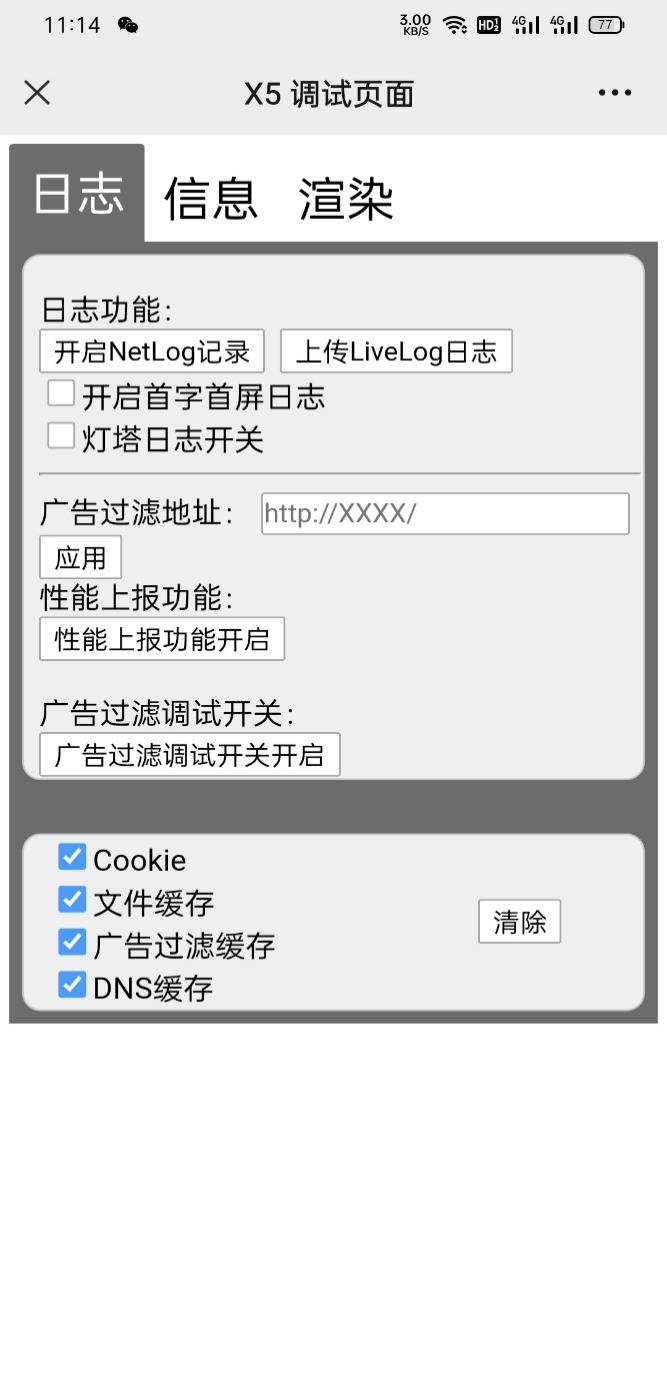 11:14 3.00 KB/S HD2 4G 4G 77
X5 调试页面
日志 信息 渲染
日志功能:
开启NetLog记录 上传LiveLog日志
开启首字首屏日志
灯塔日志开关
广告过滤地址: http://XXXX/
应用
性能上报功能:
性能上报功能开启
广告过滤调试开关:
广告过滤调试开关开启
Cookie
文件缓存
清除
广告过滤缓存
DNS缓存